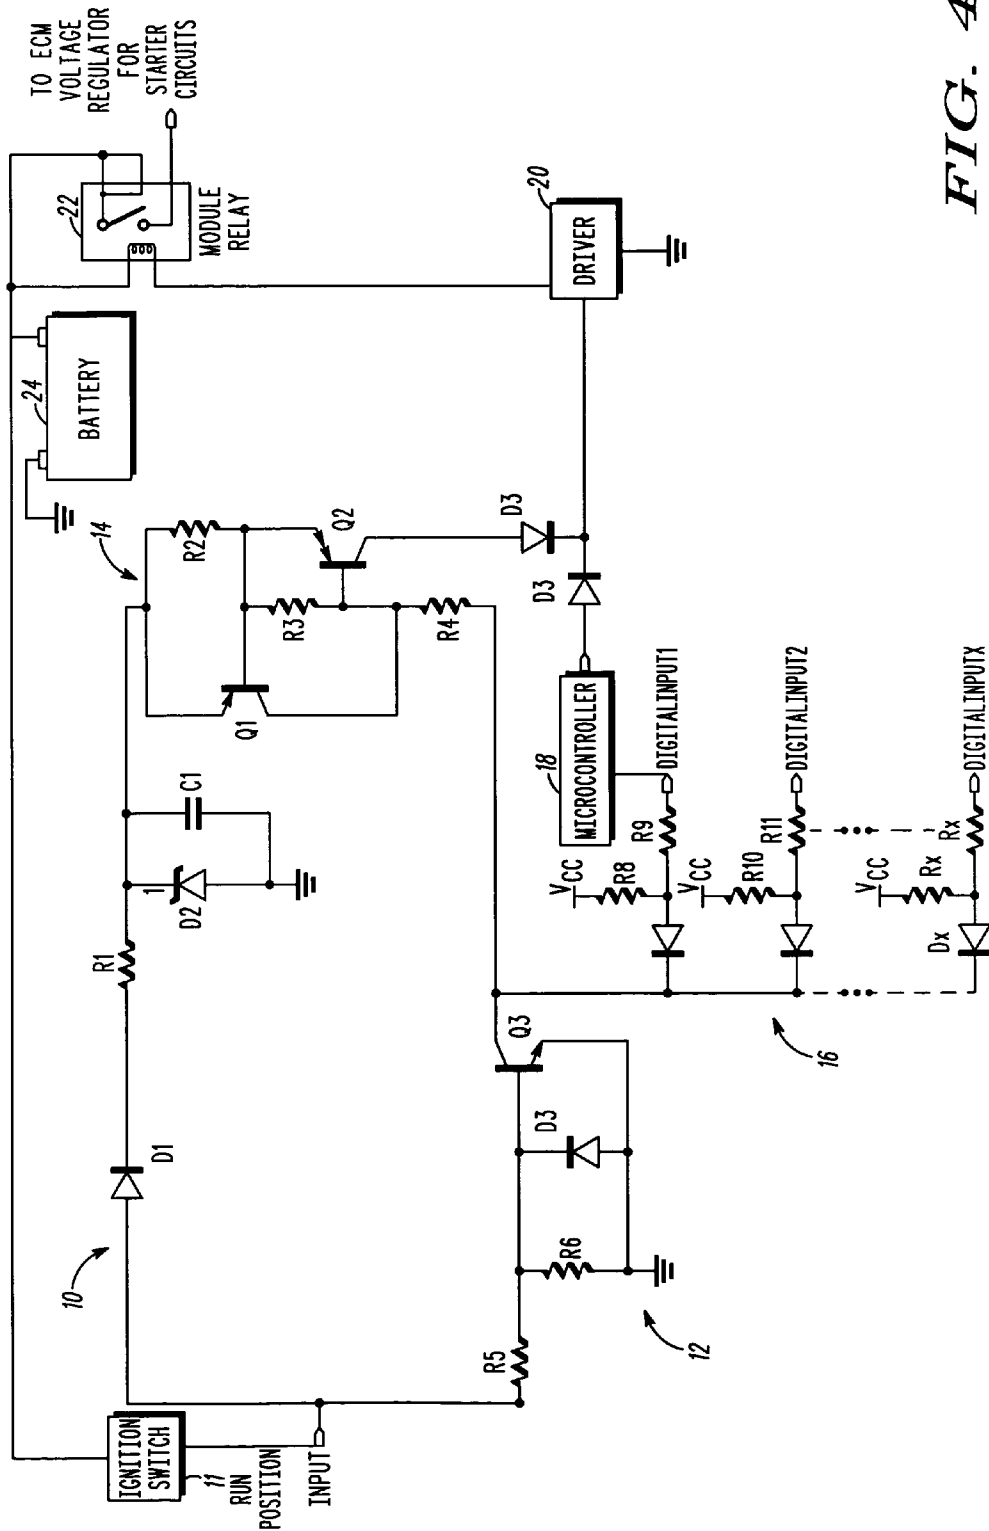 IGNITION
SWITCH
11
RUN
POSITION
INPUT
10
D1
R1
1
D2
C1
14
R2
Q1
R3
Q2
R4
24
BATTERY
22
MODULE
RELAY
TO ECM
VOLTAGE
REGULATOR
FOR
STARTER
CIRCUITS
20
DRIVER
D3
D3
18
MICROCONTROLLER
R5
R6
D3
Q3
12
16
VCC
R8
R9
DIGITALINPUT1
VCC
R10
R11
DIGITALINPUT2
VCC
Dx
Rx
Rx
DIGITALINPUTX
FIG. 4